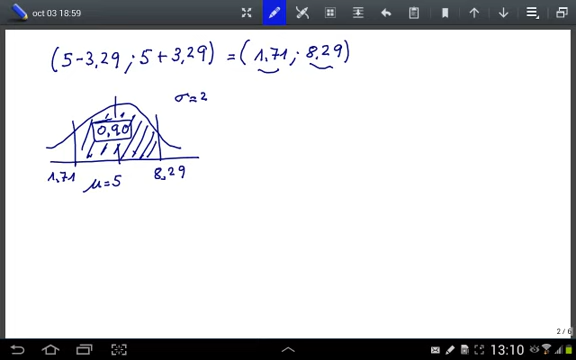 oct 03 18:59
(5-3,29 ; 5+3,29) = (1,71 ; 8,29)
σ=2
0,90
1,71 μ=5 8,29
2 / 6
13:10